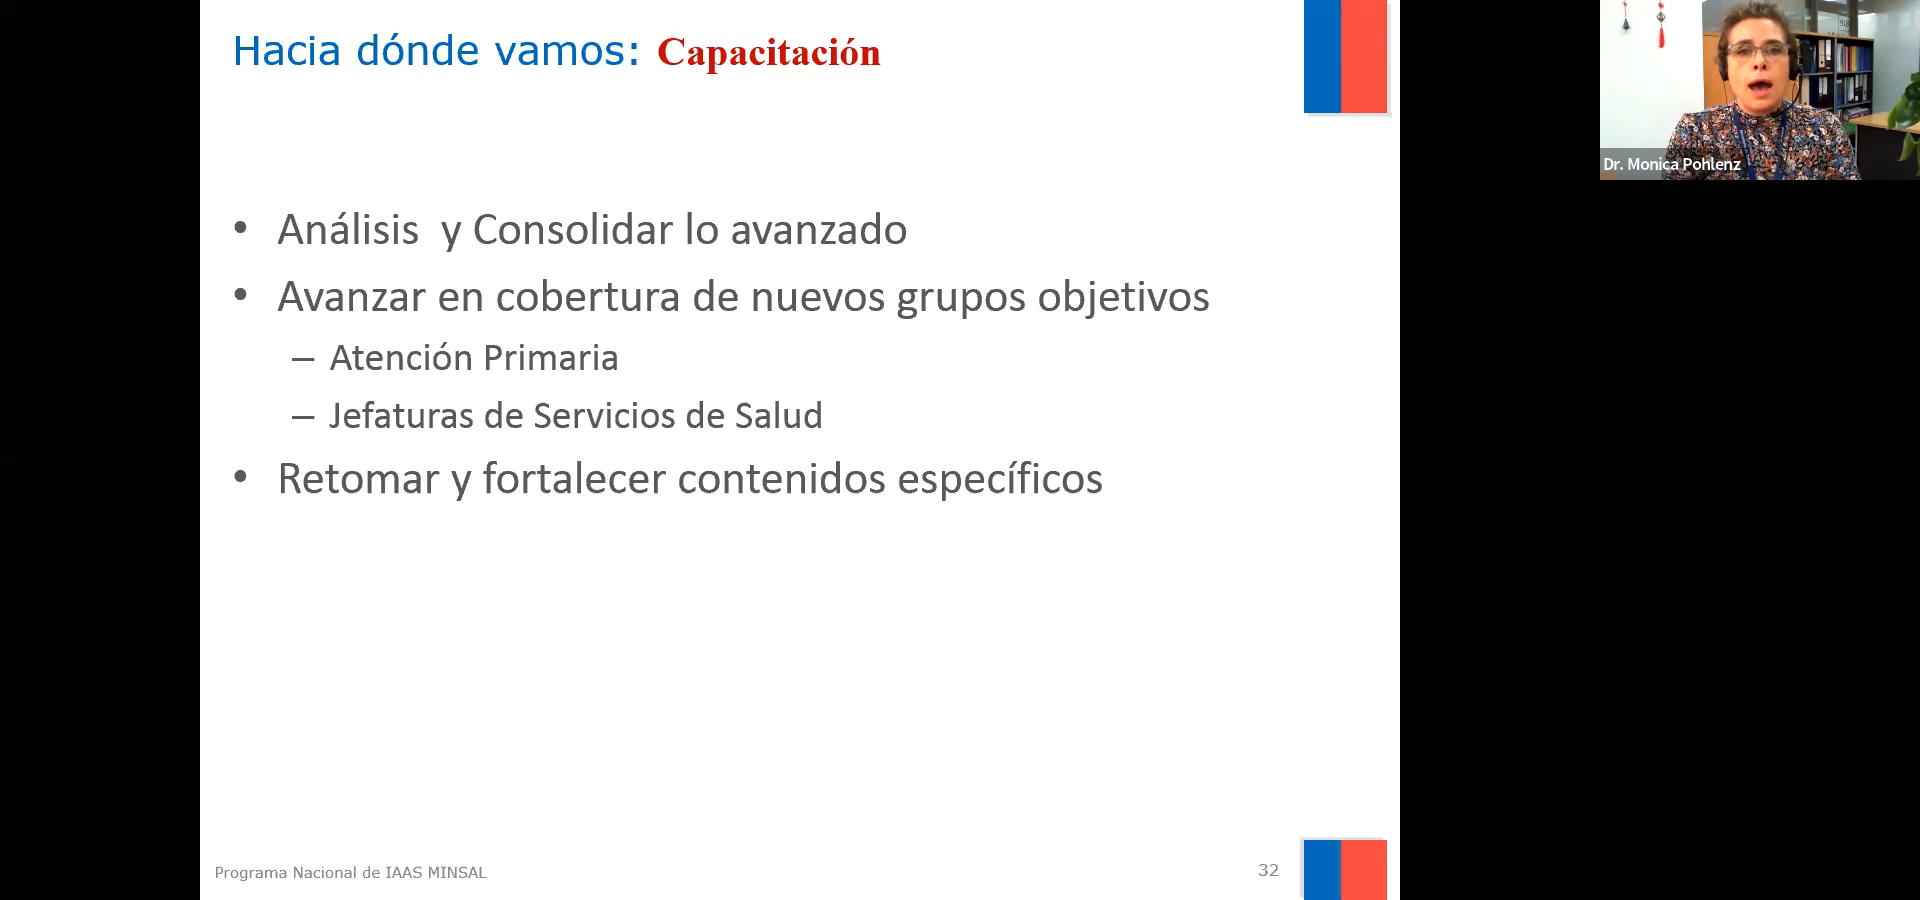 Hacia dónde vamos: Capacitación
• Análisis y Consolidar lo avanzado
• Avanzar en cobertura de nuevos grupos objetivos
– Atención Primaria
– Jefaturas de Servicios de Salud
• Retomar y fortalecer contenidos específicos
Programa Nacional de IAAS MINSAL
32
Dr. Monica Pohlenz